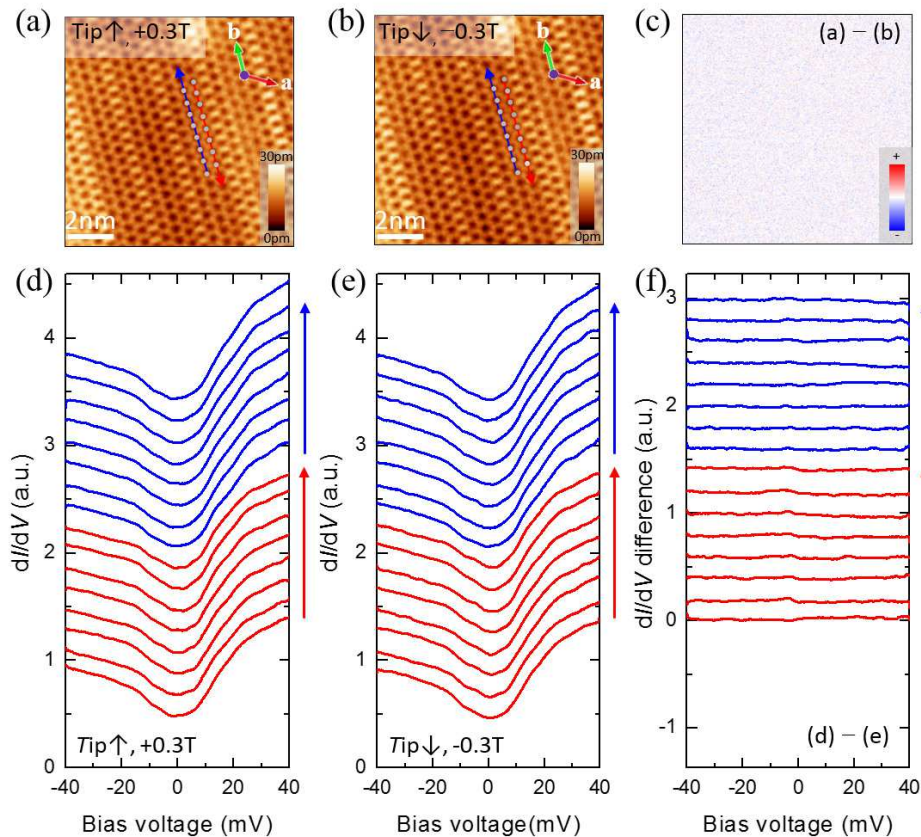 (a)
Tip↑, +0.3T
b
a
30pm
0pm
2nm
(b)
Tip↓, −0.3T
b
a
30pm
0pm
2nm
(c)
(a) − (b)
+
-
(d)
4
3
2
1
0
dI/dV (a.u.)
Tip↑, +0.3T
-40 -20 0 20 40
Bias voltage (mV)
(e)
4
3
2
1
0
dI/dV (a.u.)
Tip↓, -0.3T
-40 -20 0 20 40
Bias voltage(mV)
(f)
3
2
1
0
-1
dI/dV difference (a.u.)
(d) − (e)
-40 -20 0 20 40
Bias voltage (mV)